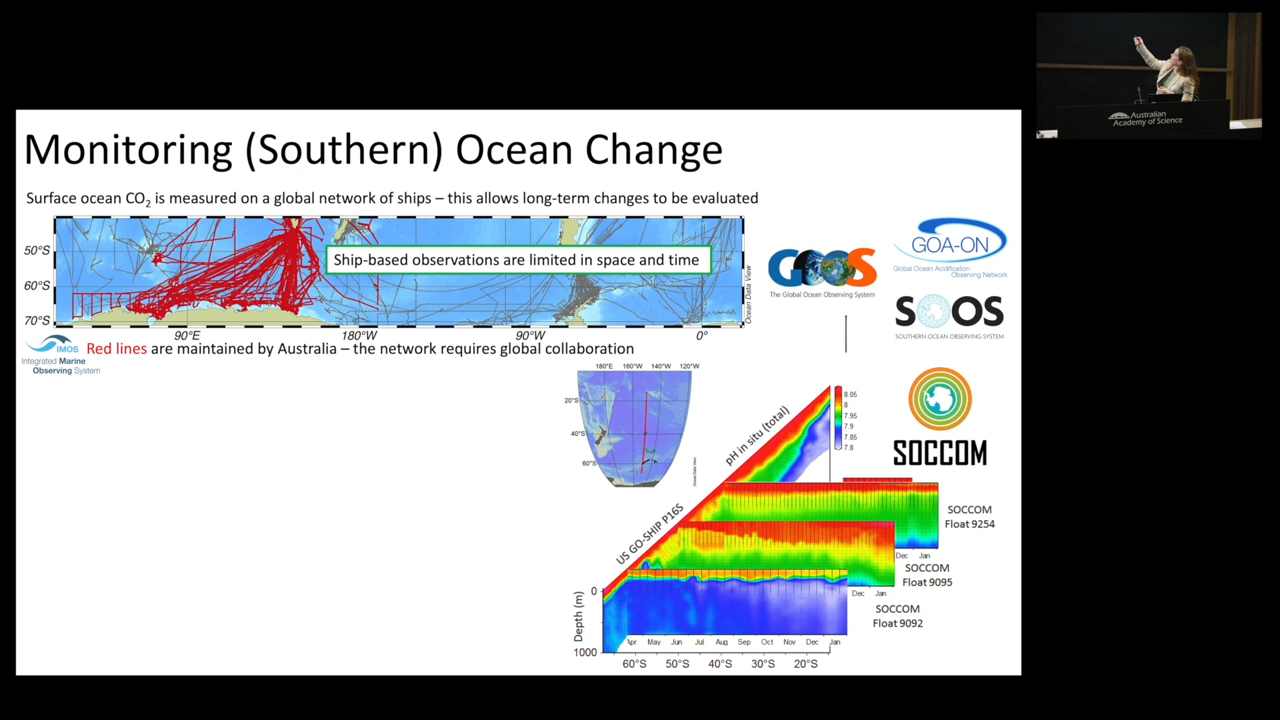 Australian
Academy of Science
Monitoring (Southern) Ocean Change
Surface ocean CO2 is measured on a global network of ships – this allows long-term changes to be evaluated
50°S
60°S
70°S
Ship-based observations are limited in space and time
Ocean Data View
90°E
180°W
90°W
0°
IMOS
Integrated Marine
Observing System
Red lines are maintained by Australia – the network requires global collaboration
GOOS
The Global Ocean Observing System
GOA-ON
Global Ocean Acidification
Observing Network
SOOS
SOUTHERN OCEAN OBSERVING SYSTEM
SOCCOM
180°E
160°W
140°W
120°W
20°S
40°S
60°S
pH in situ (total)
8.05
8
7.95
7.9
7.85
7.8
US GO-SHIP P16S
SOCCOM
Float 9254
Dec
Jan
SOCCOM
Float 9095
Dec
Jan
SOCCOM
Float 9092
Apr
May
Jun
Jul
Aug
Sep
Oct
Nov
Dec
Jan
Depth (m)
0
1000
60°S
50°S
40°S
30°S
20°S